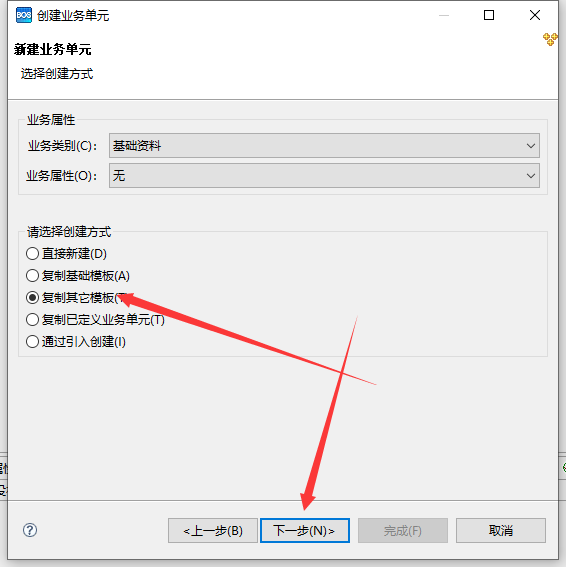 BOS 创建业务单元
新建业务单元
选择创建方式
业务属性
业务类别(C)： 基础资料
业务属性(O)： 无
请选择创建方式
直接新建(D)
复制基础模板(A)
复制其它模板(
复制已定义业务单元(T)
通过引入创建(I)
<上一步(B) 下一步(N)> 完成(F) 取消